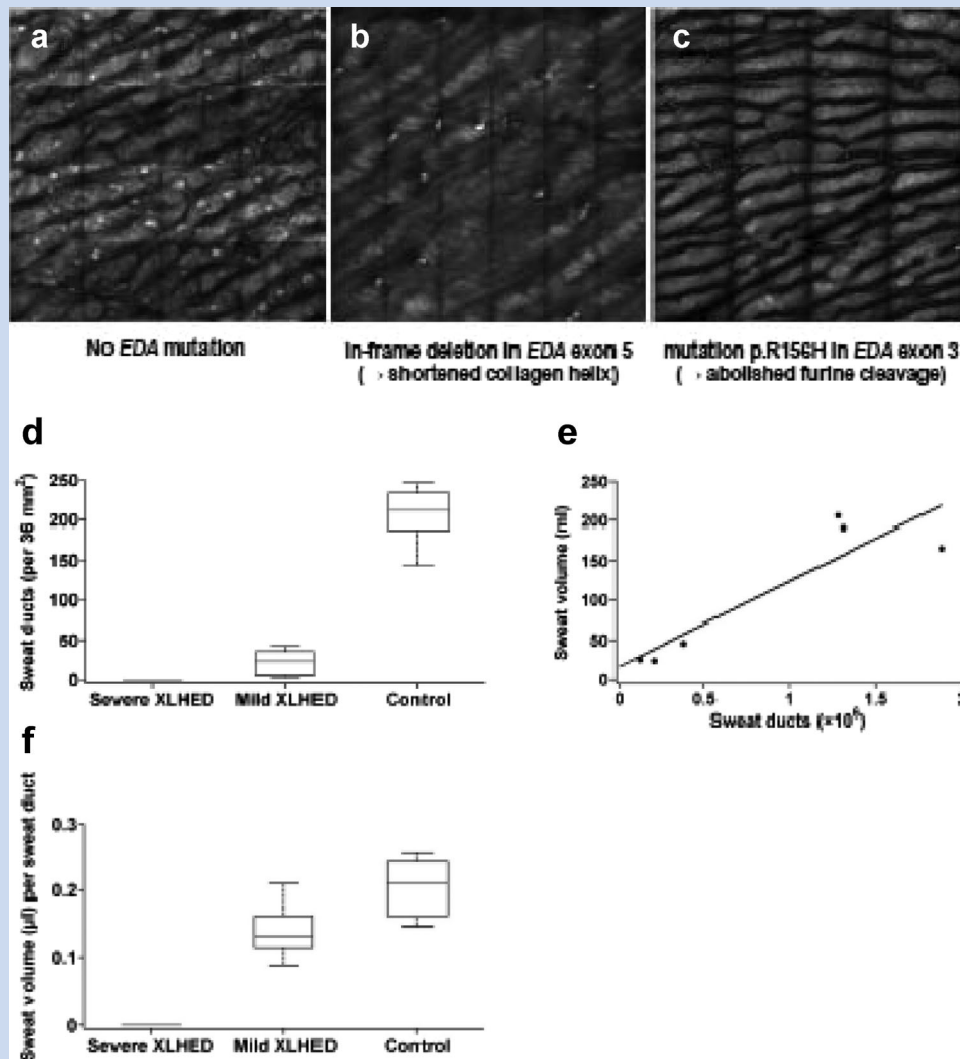 a
b
c
No EDA mutation
in-frame deletion in EDA exon 5
(→ shortened collagen helix)
mutation p.R156H in EDA exon 3
(→ abolished furine cleavage)
d
Sweat ducts (per 36 mm²)
250
200
150
100
50
0
Severe XLHED
Mild XLHED
Control
e
Sweat volume (ml)
250
200
150
100
50
0
0
0.5
1
1.5
2
f
Sweat volume (µl) per sweat duct
0.3
0.2
0.1
0
Severe XLHED
Mild XLHED
Control